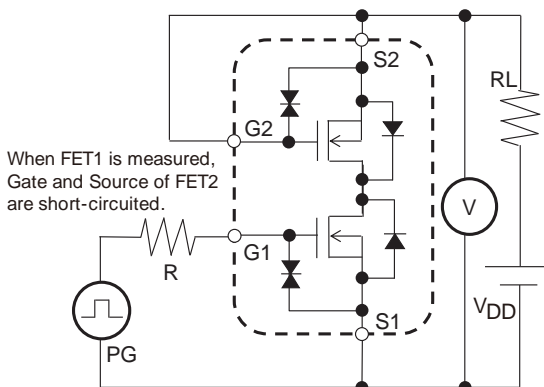 S2
RL
G2
When FET1 is measured,
Gate and Source of FET2
are short-circuited.
V
G1
R
VDD
S1
PG